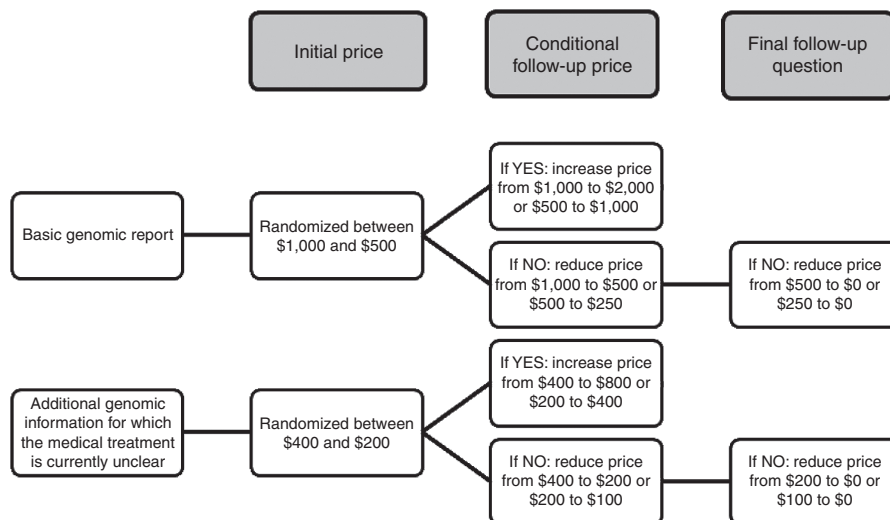 Initial price
Conditional
follow-up price
Final follow-up
question
Basic genomic report
Randomized between
$1,000 and $500
If YES: increase price
from $1,000 to $2,000
or $500 to $1,000
If NO: reduce price
from $1,000 to $500 or
$500 to $250
If NO: reduce price
from $500 to $0 or
$250 to $0
Additional genomic
information for which
the medical treatment
is currently unclear
Randomized between
$400 and $200
If YES: increase price
from $400 to $800 or
$200 to $400
If NO: reduce price
from $400 to $200 or
$200 to $100
If NO: reduce price
from $200 to $0 or
$100 to $0